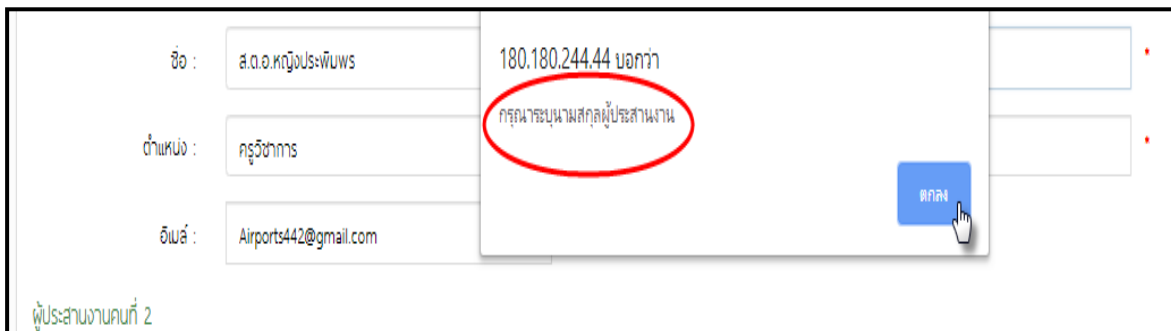 ชื่อ : ส.ต.อ.หญิงประพิมพร *
180.180.244.44 บอกว่า
กรุณาระบุนามสกุลผู้ประสานงาน
ตำแหน่ง : ครูวิชาการ *
ตกลง
อีเมล์ : Airports442@gmail.com
ผู้ประสานงานคนที่ 2